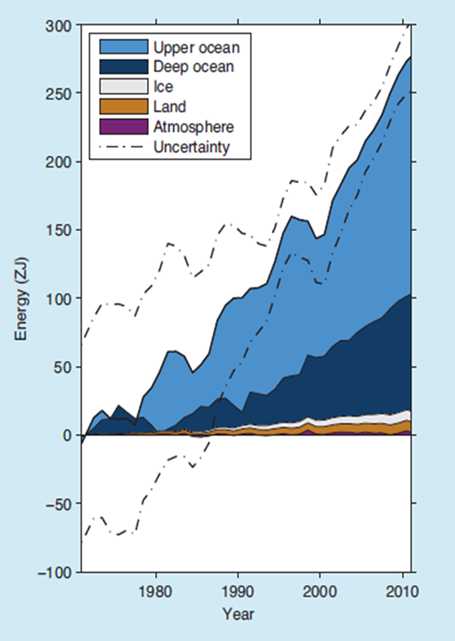 300
250
200
150
100
50
0
−50
−100
Energy (ZJ)
Upper ocean
Deep ocean
Ice
Land
Atmosphere
Uncertainty
1980
1990
2000
2010
Year